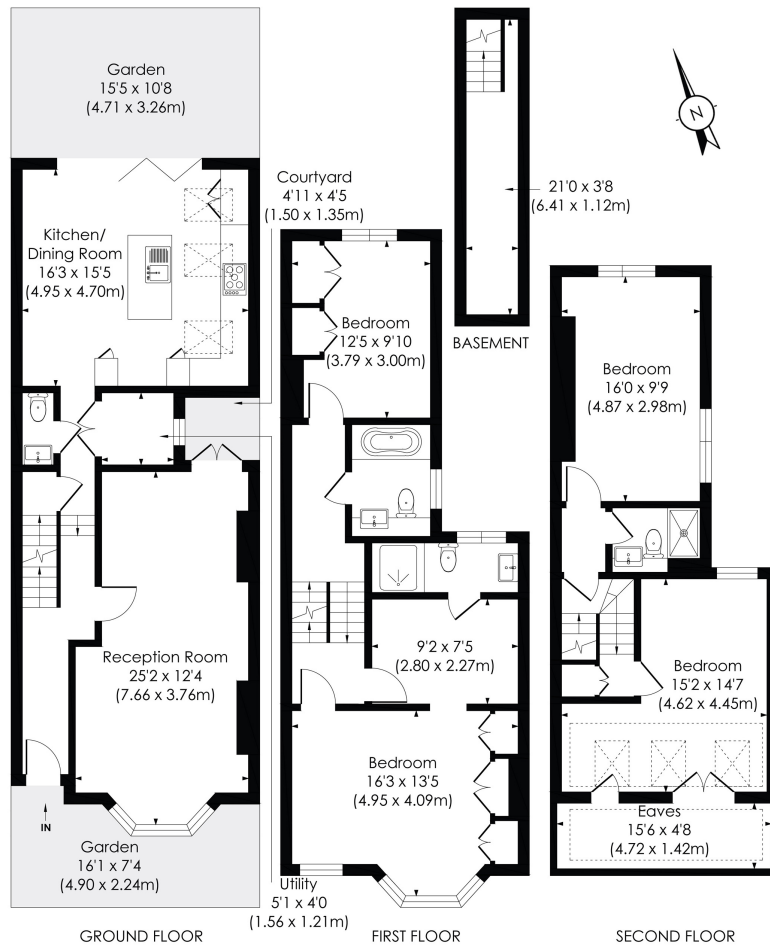 Garden
15'5 x 10'8
(4.71 x 3.26m)
N
Courtyard
4'11 x 4'5
(1.50 x 1.35m)
21'0 x 3'8
(6.41 x 1.12m)
Kitchen/
Dining Room
16'3 x 15'5
(4.95 x 4.70m)
Bedroom
12'5 x 9'10
(3.79 x 3.00m)
BASEMENT
Bedroom
16'0 x 9'9
(4.87 x 2.98m)
Reception Room
25'2 x 12'4
(7.66 x 3.76m)
9'2 x 7'5
(2.80 x 2.27m)
Bedroom
15'2 x 14'7
(4.62 x 4.45m)
Bedroom
16'3 x 13'5
(4.95 x 4.09m)
IN
Eaves
15'6 x 4'8
(4.72 x 1.42m)
Garden
16'1 x 7'4
(4.90 x 2.24m)
Utility
5'1 x 4'0
(1.56 x 1.21m)
GROUND FLOOR
FIRST FLOOR
SECOND FLOOR